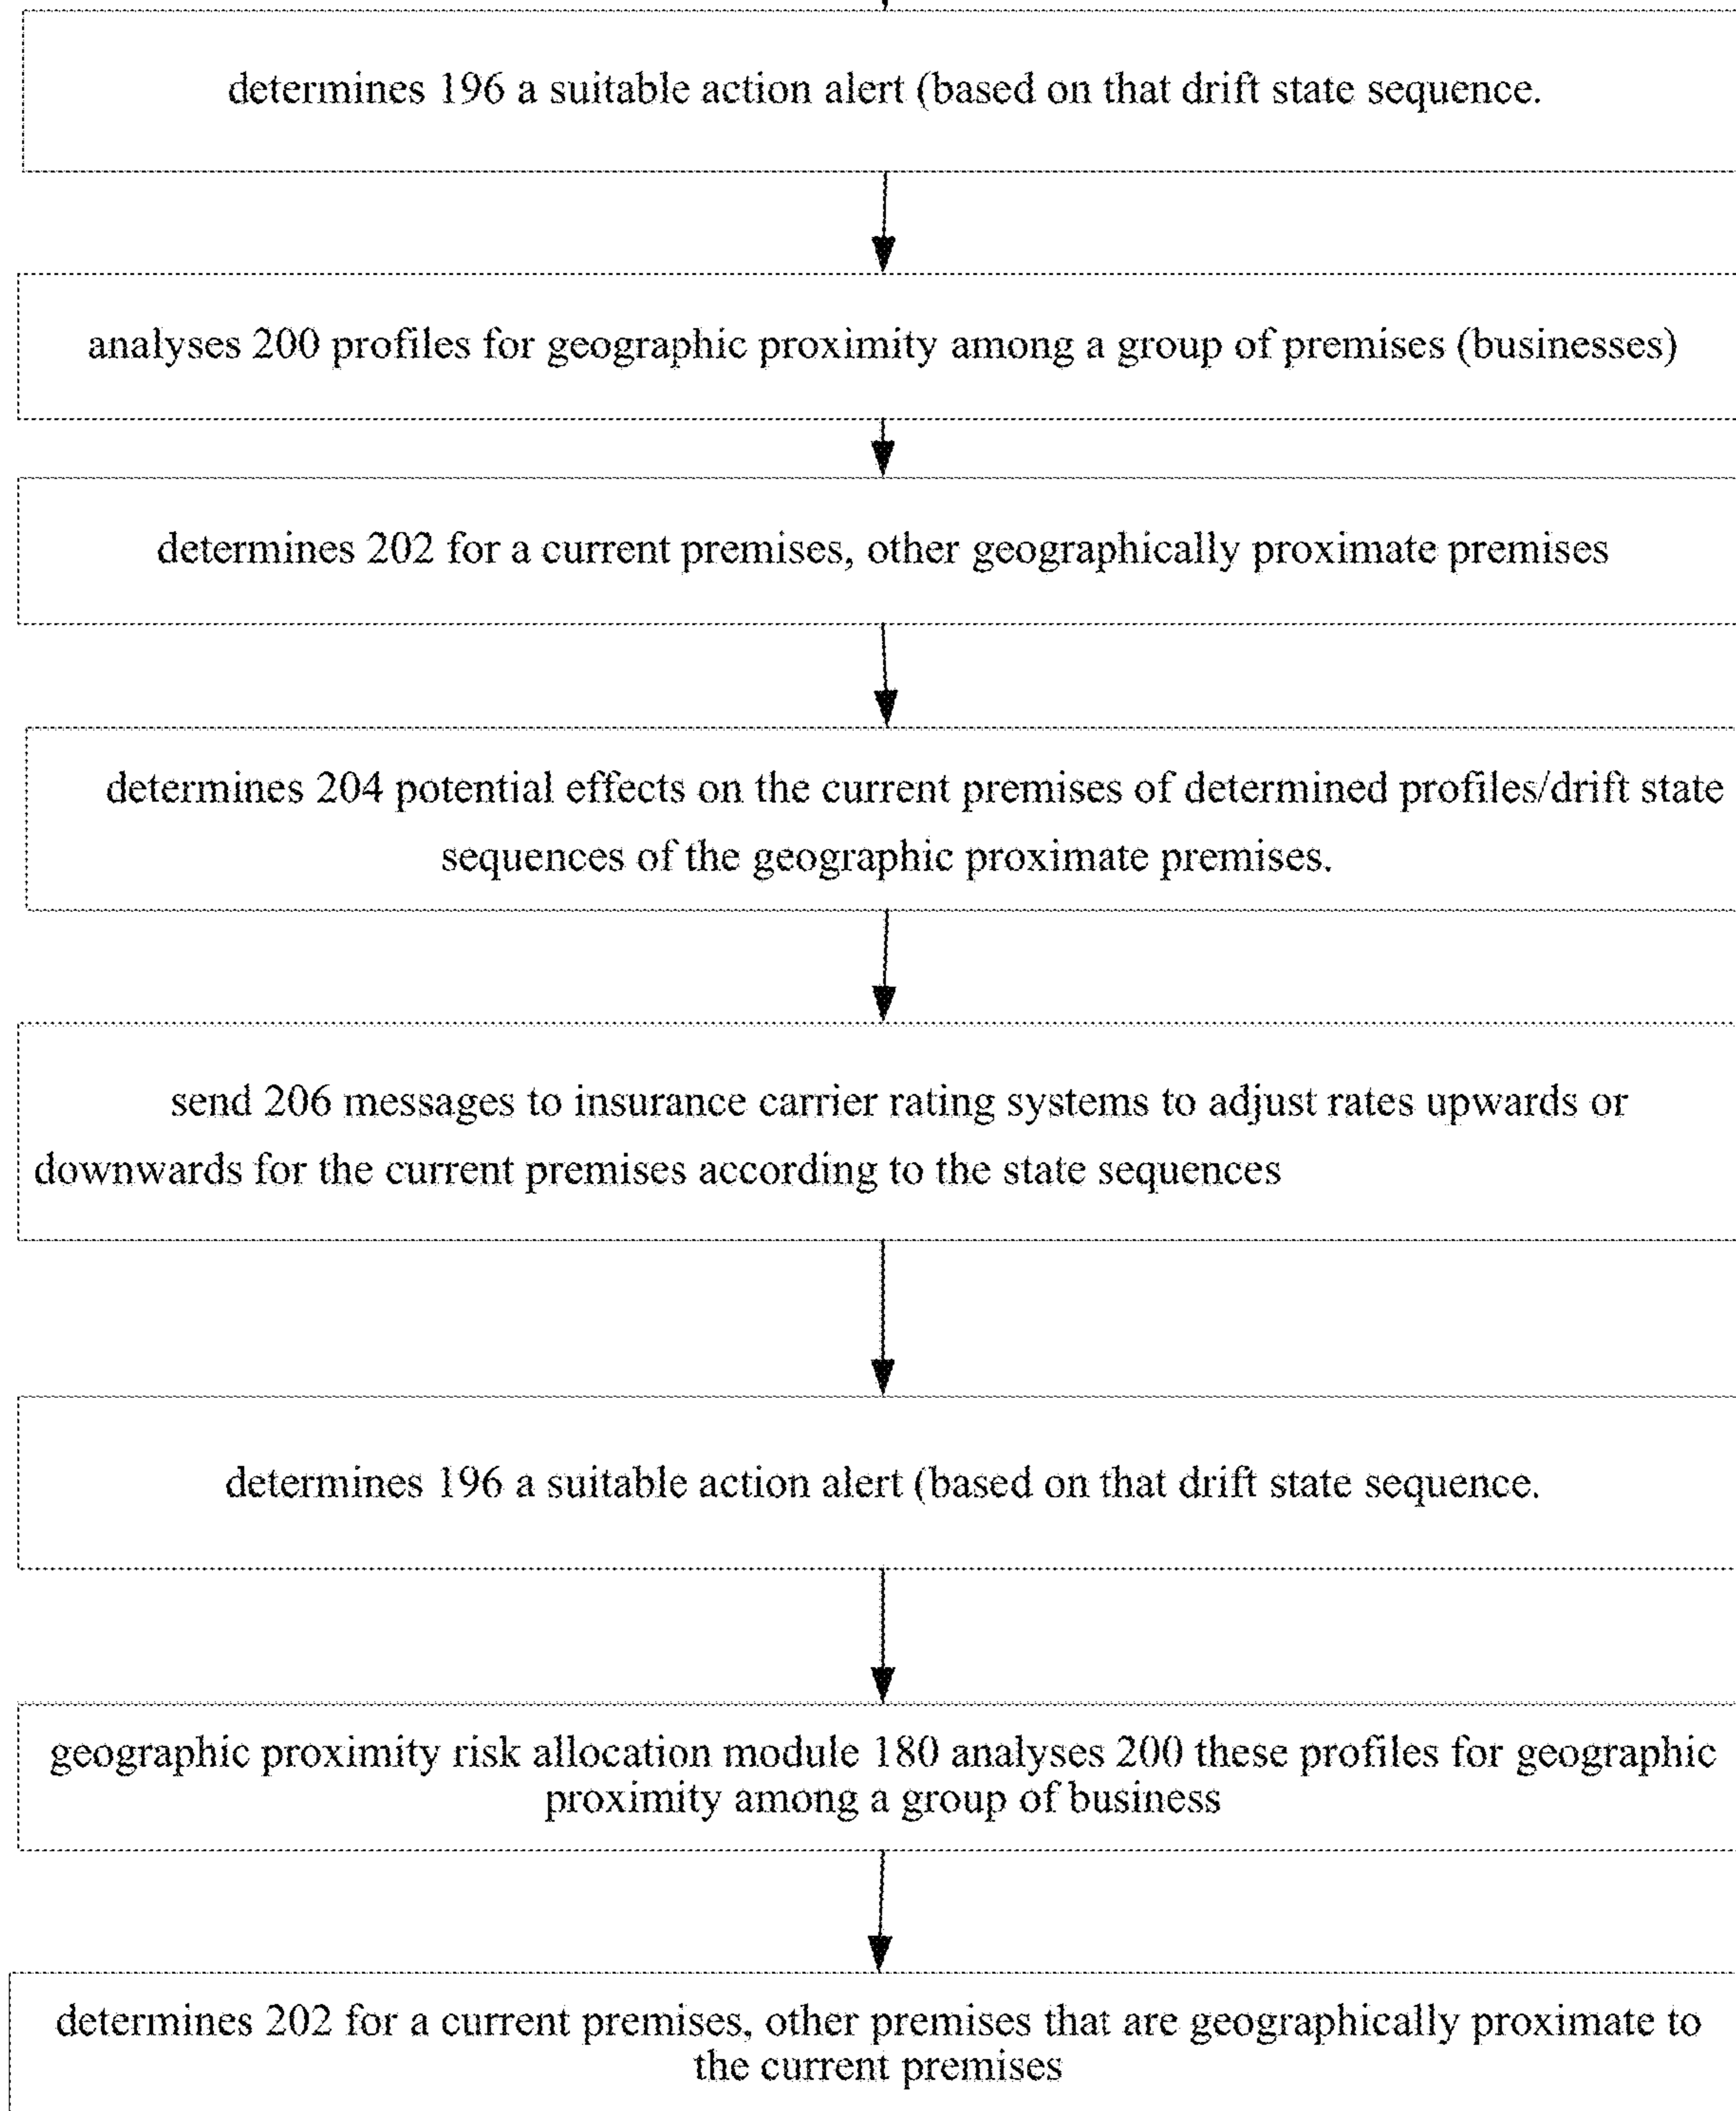 determines 196 a suitable action alert (based on that drift state sequence.
analyses 200 profiles for geographic proximity among a group of premises (businesses)
determines 202 for a current premises, other geographically proximate premises
determines 204 potential effects on the current premises of determined profiles/drift state
sequences of the geographic proximate premises.
send 206 messages to insurance carrier rating systems to adjust rates upwards or
downwards for the current premises according to the state sequences
determines 196 a suitable action alert (based on that drift state sequence.
geographic proximity risk allocation module 180 analyses 200 these profiles for geographic
proximity among a group of business
determines 202 for a current premises, other premises that are geographically proximate to
the current premises